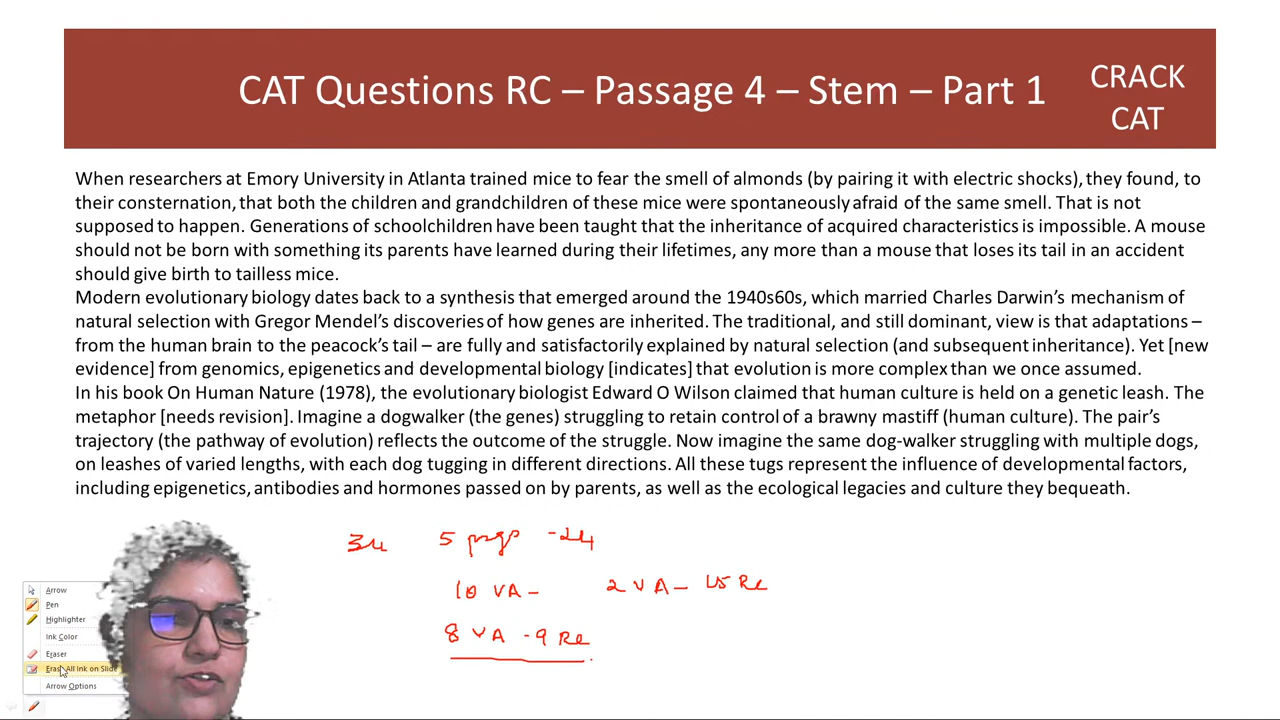 CAT Questions RC – Passage 4 – Stem – Part 1
CRACK
CAT
When researchers at Emory University in Atlanta trained mice to fear the smell of almonds (by pairing it with electric shocks), they found, to
their consternation, that both the children and grandchildren of these mice were spontaneously afraid of the same smell. That is not
supposed to happen. Generations of schoolchildren have been taught that the inheritance of acquired characteristics is impossible. A mouse
should not be born with something its parents have learned during their lifetimes, any more than a mouse that loses its tail in an accident
should give birth to tailless mice.
Modern evolutionary biology dates back to a synthesis that emerged around the 1940s60s, which married Charles Darwin’s mechanism of
natural selection with Gregor Mendel’s discoveries of how genes are inherited. The traditional, and still dominant, view is that adaptations –
from the human brain to the peacock’s tail – are fully and satisfactorily explained by natural selection (and subsequent inheritance). Yet [new
evidence] from genomics, epigenetics and developmental biology [indicates] that evolution is more complex than we once assumed.
In his book On Human Nature (1978), the evolutionary biologist Edward O Wilson claimed that human culture is held on a genetic leash. The
metaphor [needs revision]. Imagine a dogwalker (the genes) struggling to retain control of a brawny mastiff (human culture). The pair’s
trajectory (the pathway of evolution) reflects the outcome of the struggle. Now imagine the same dog-walker struggling with multiple dogs,
on leashes of varied lengths, with each dog tugging in different directions. All these tugs represent the influence of developmental factors,
including epigenetics, antibodies and hormones passed on by parents, as well as the ecological legacies and culture they bequeath.
34 5 -24
10 VA – 2 VA – 15 RC
8 VA - 9 RC
Arrow
Pen
Highlighter
Ink Color
Eraser
Erase All Ink on Slide
Arrow Options